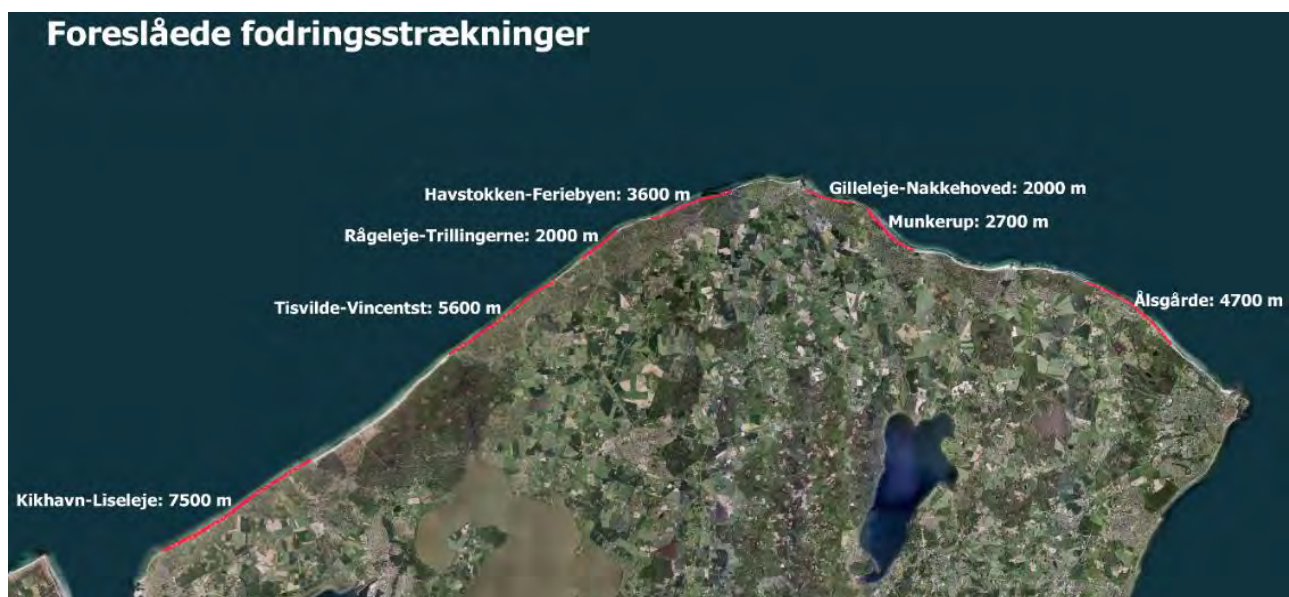 Foreslåede fodringsstrækninger
Havstokken-Feriebyen: 3600 m
Gilleleje-Nakkehoved: 2000 m
Munkerup: 2700 m
Rågeleje-Trillingerne: 2000 m
Tisvilde-Vincentst: 5600 m
Ålsgårde: 4700 m
Kikhavn-Liseleje: 7500 m